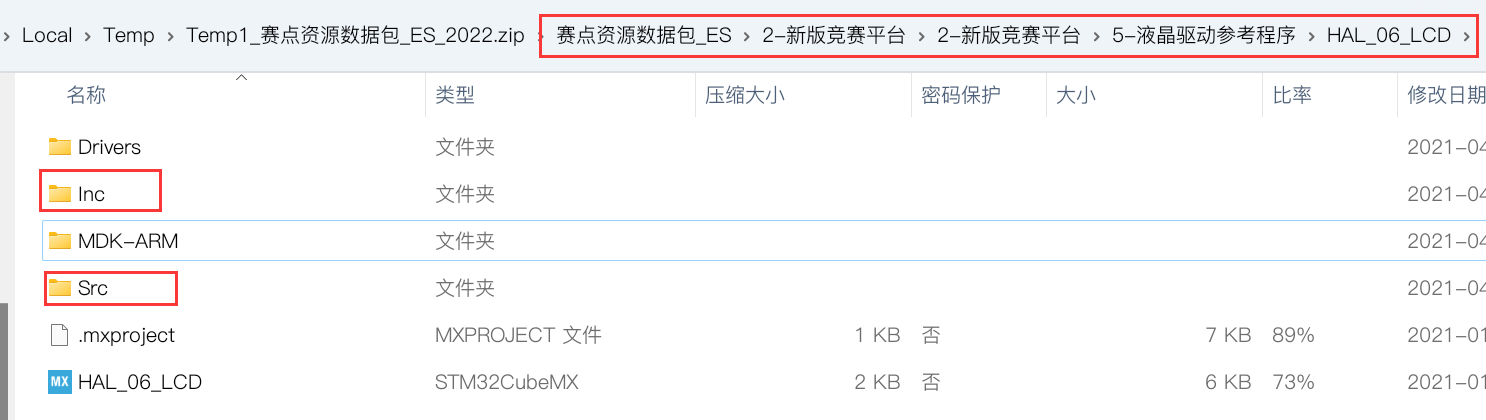 Local > Temp > Temp1_赛点资源数据包_ES_2022.zip > 赛点资源数据包_ES > 2-新版竞赛平台 > 2-新版竞赛平台 > 5-液晶驱动参考程序 > HAL_06_LCD >
名称 类型 压缩大小 密码保护 大小 比率 修改日期
Drivers 文件夹 2021-04
Inc 文件夹 2021-04
MDK-ARM 文件夹 2021-04
Src 文件夹 2021-04
.mxproject MXPROJECT 文件 1 KB 否 7 KB 89% 2021-01
MX HAL_06_LCD STM32CubeMX 2 KB 否 6 KB 73% 2021-01